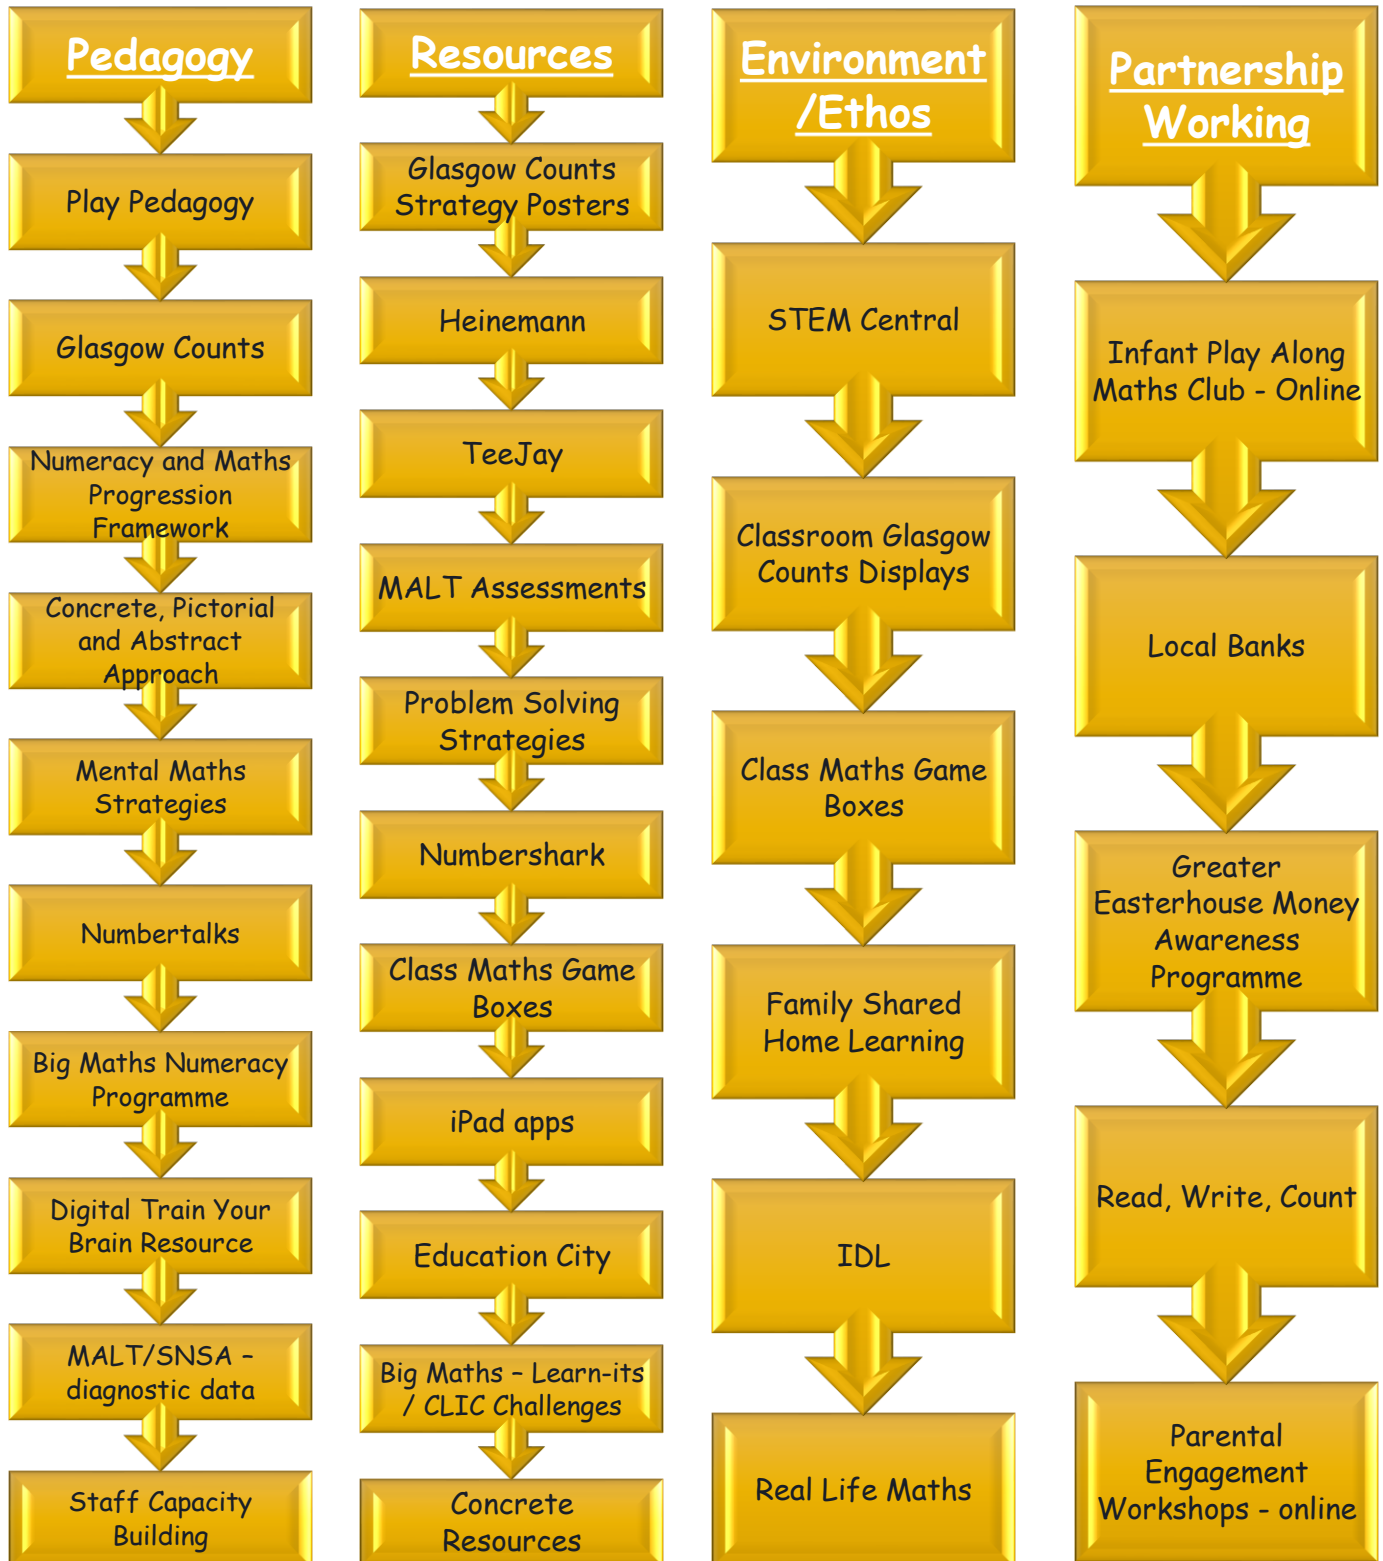 Pedagogy
Play Pedagogy
Glasgow Counts
Numeracy and Maths
Progression
Framework
Concrete, Pictorial
and Abstract
Approach
Mental Maths
Strategies
Numbertalks
Big Maths Numeracy
Programme
Digital Train Your
Brain Resource
MALT/SNSA –
diagnostic data
Staff Capacity
Building
Resources
Glasgow Counts
Strategy Posters
Heinemann
TeeJay
MALT Assessments
Problem Solving
Strategies
Numbershark
Class Maths Game
Boxes
iPad apps
Education City
Big Maths – Learn-its
/ CLIC Challenges
Concrete
Resources
Environment
/Ethos
STEM Central
Classroom Glasgow
Counts Displays
Class Maths Game
Boxes
Family Shared
Home Learning
IDL
Real Life Maths
Partnership
Working
Infant Play Along
Maths Club - Online
Local Banks
Greater
Easterhouse Money
Awareness
Programme
Read, Write, Count
Parental
Engagement
Workshops - online